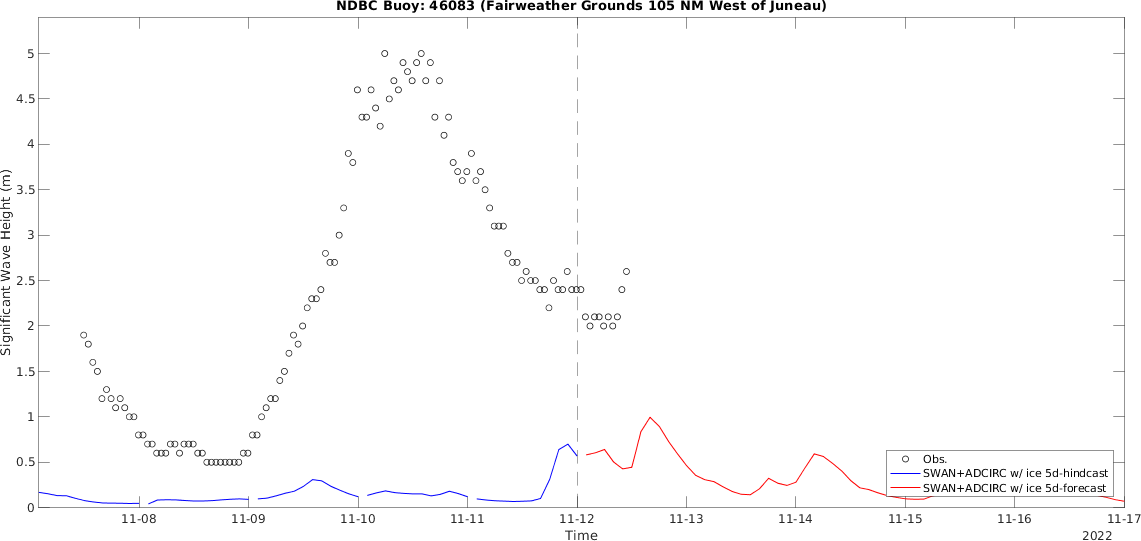 NDBC Buoy: 46083 (Fairweather Grounds 105 NM West of Juneau)
Significant Wave Height (m)
5
4.5
4
3.5
3
2.5
2
1.5
1
0.5
0
Obs.
SWAN+ADCIRC w/ ice 5d-hindcast
SWAN+ADCIRC w/ ice 5d-forecast
11-08 11-09 11-10 11-11 11-12 11-13 11-14 11-15 11-16 11-17
Time
2022